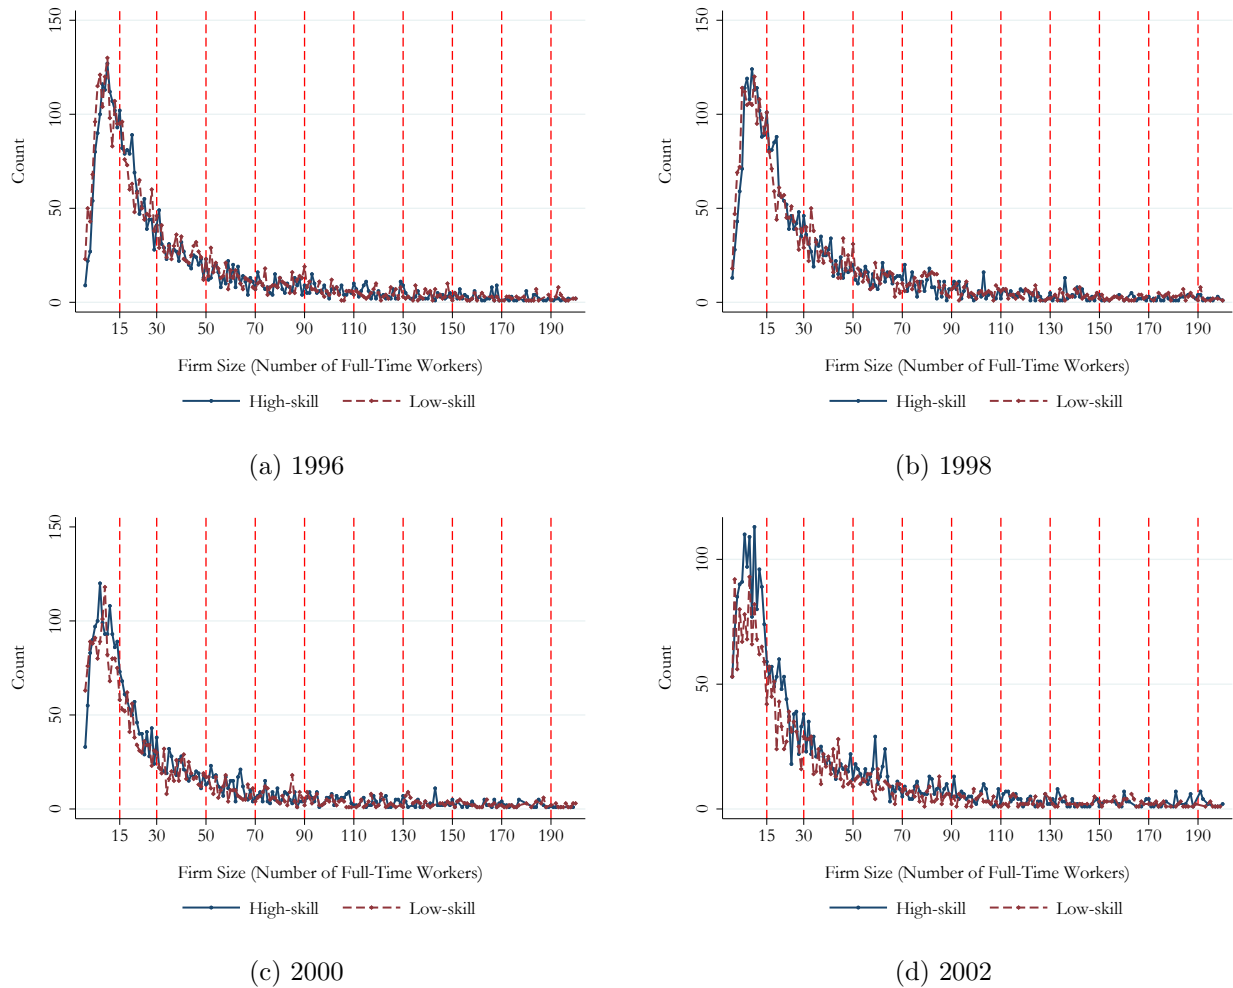 150
100
50
0
Count
15 30 50 70 90 110 130 150 170 190
Firm Size (Number of Full-Time Workers)
High-skill Low-skill
(a) 1996
150
100
50
0
Count
15 30 50 70 90 110 130 150 170 190
Firm Size (Number of Full-Time Workers)
High-skill Low-skill
(b) 1998
150
100
50
0
Count
15 30 50 70 90 110 130 150 170 190
Firm Size (Number of Full-Time Workers)
High-skill Low-skill
(c) 2000
100
50
0
Count
15 30 50 70 90 110 130 150 170 190
Firm Size (Number of Full-Time Workers)
High-skill Low-skill
(d) 2002